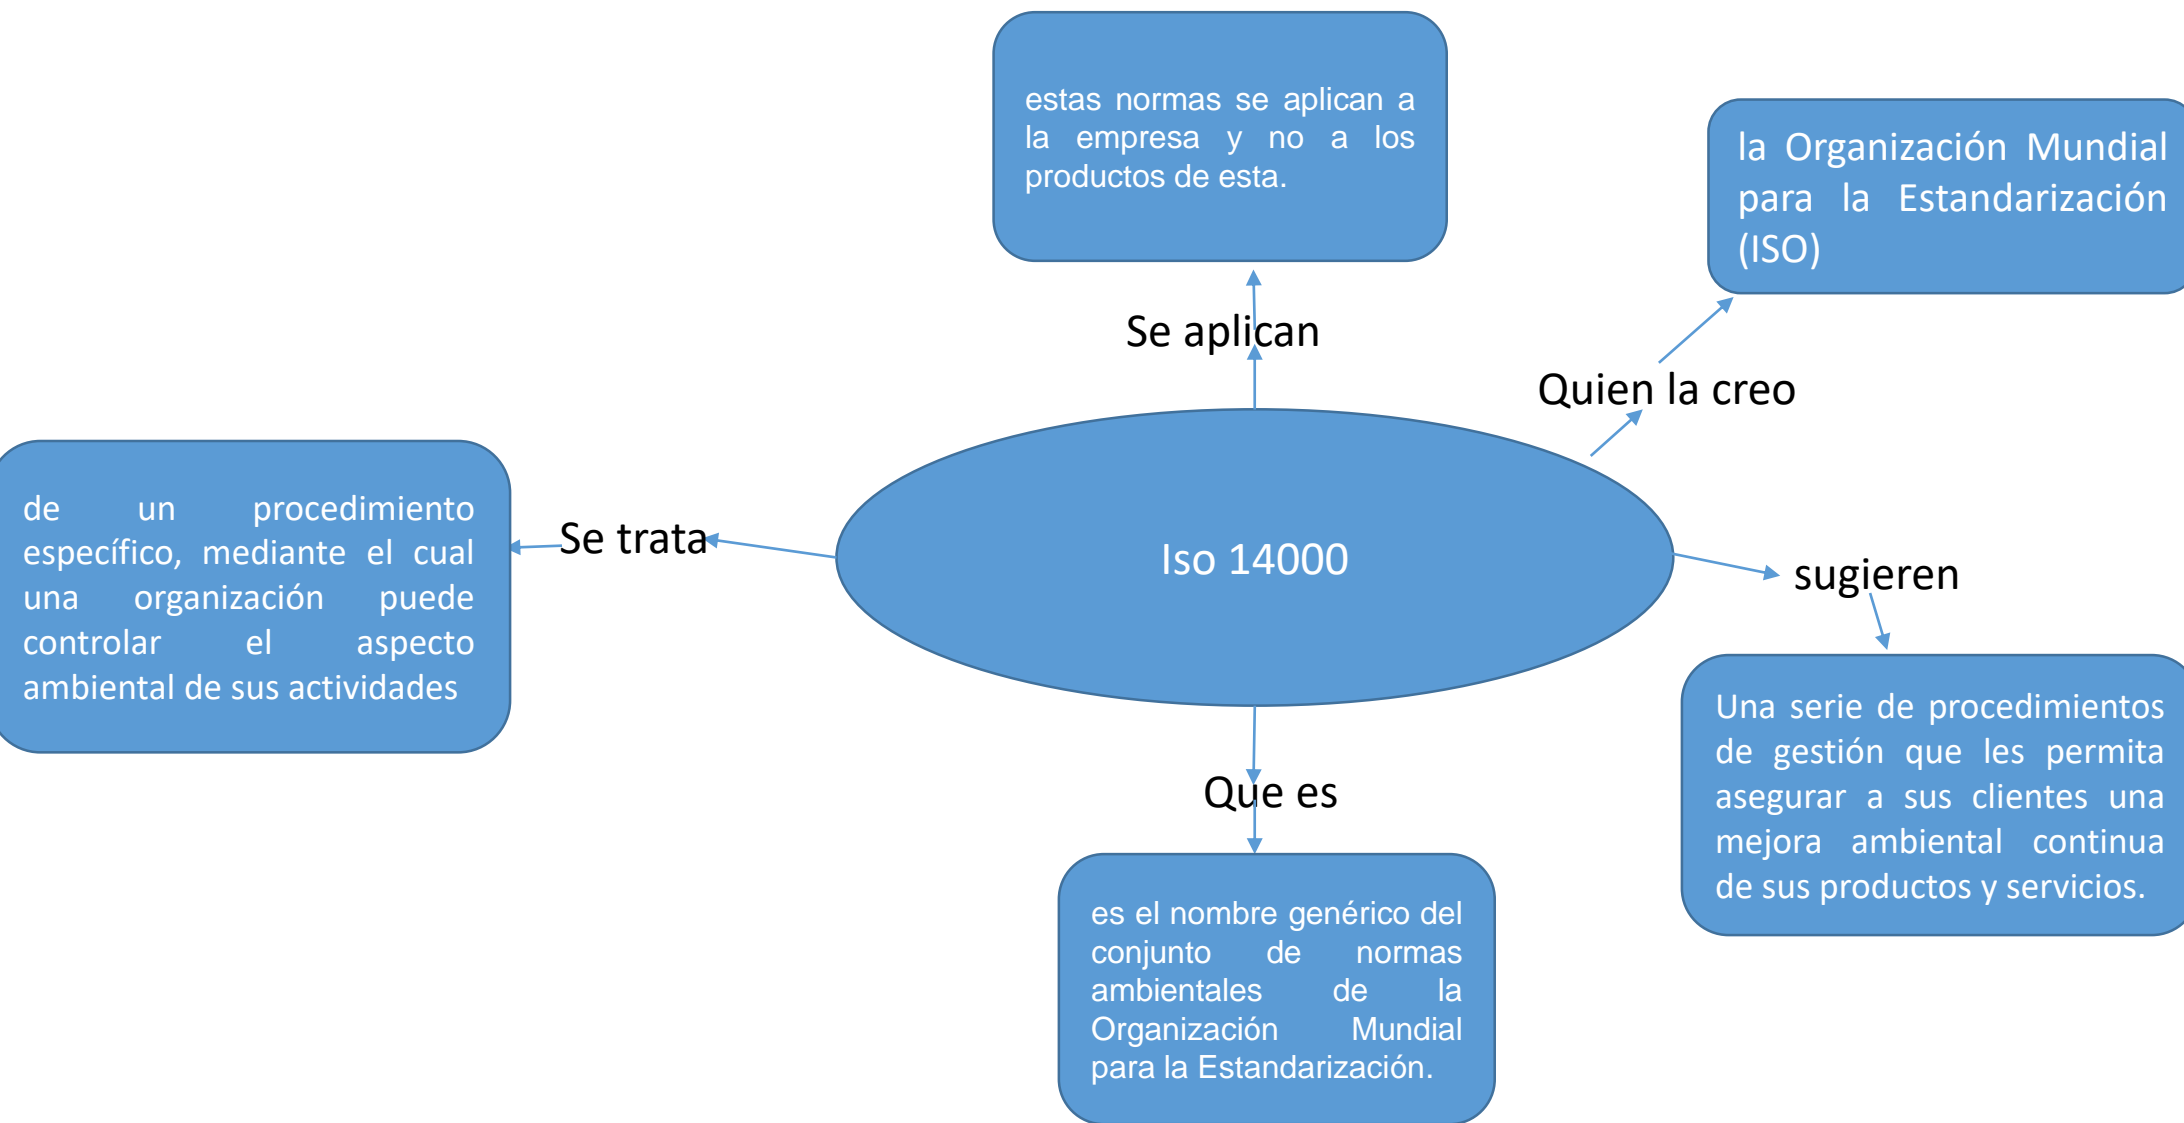 estas normas se aplican a
la empresa y no a los
productos de esta.
la Organización Mundial
para la Estandarización
(ISO)
Se aplican
Quien la creo
de un procedimiento
específico, mediante el cual
una organización puede
controlar el aspecto
ambiental de sus actividades
Se trata
Iso 14000
sugieren
Una serie de procedimientos
de gestión que les permita
asegurar a sus clientes una
mejora ambiental continua
de sus productos y servicios.
Que es
es el nombre genérico del
conjunto de normas
ambientales de la
Organización Mundial
para la Estandarización.